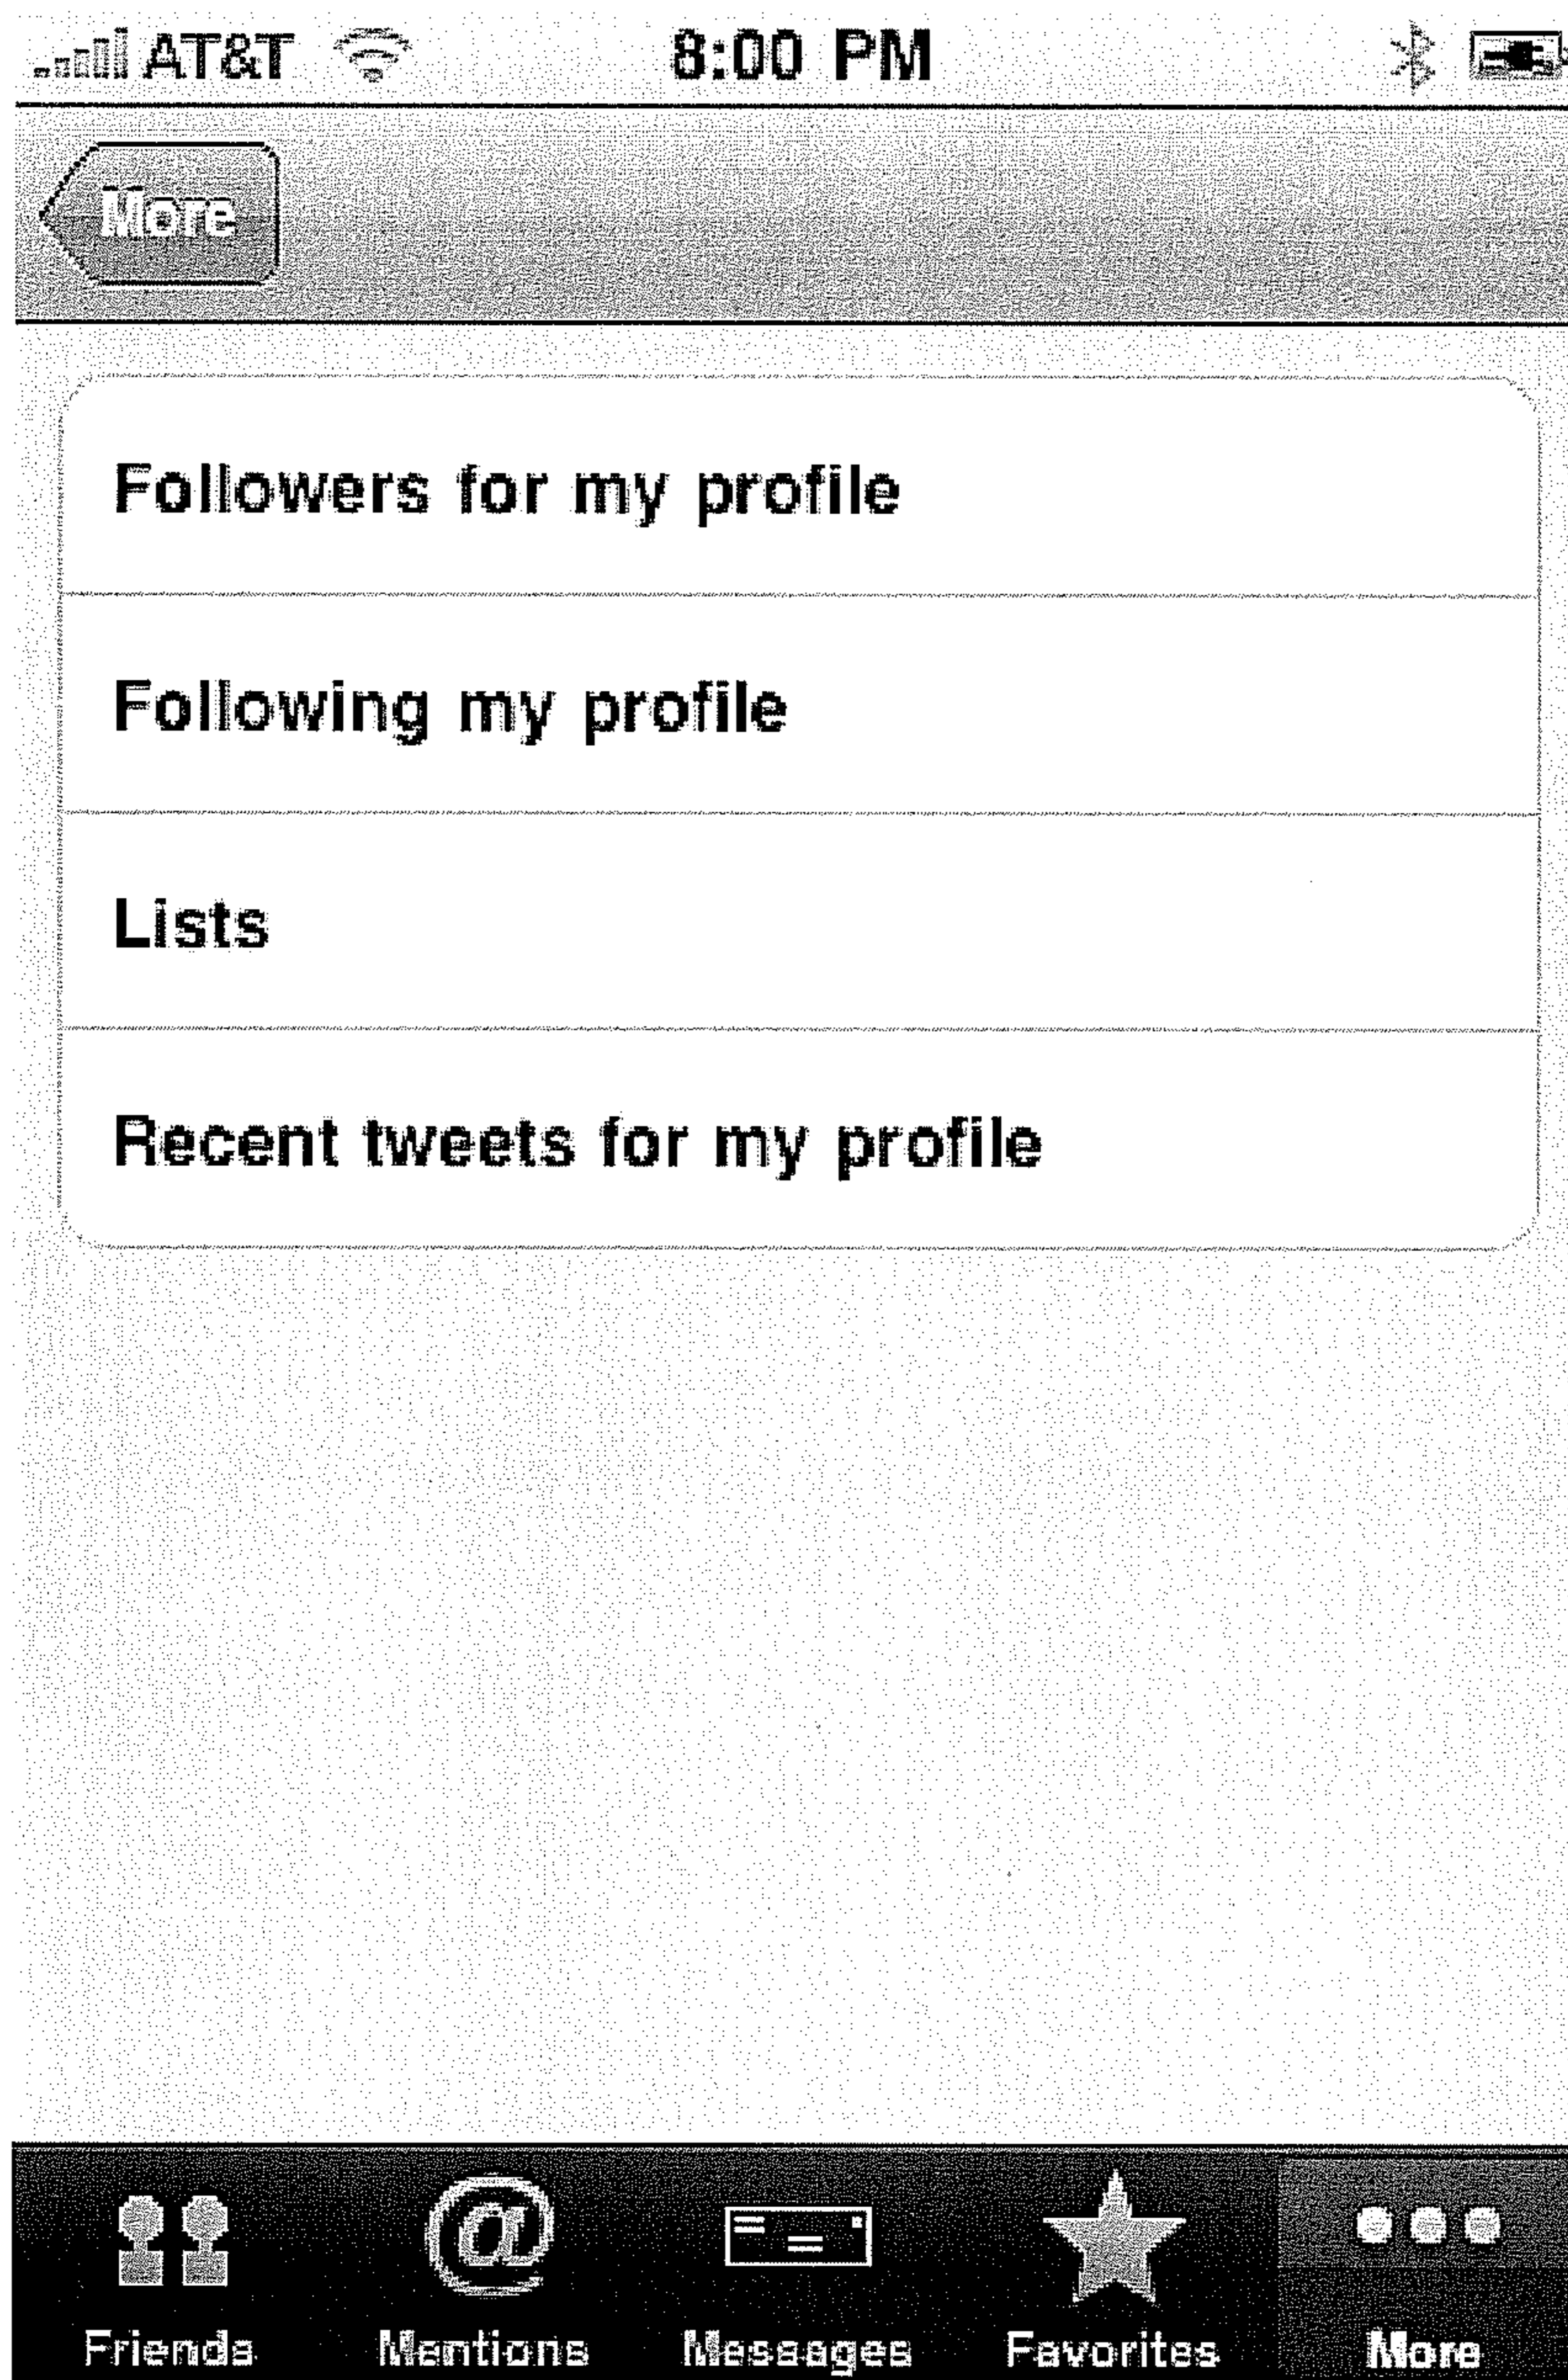 AT&T 8:00 PM
More
Followers for my profile
Following my profile
Lists
Recent tweets for my profile
@
Friends Mentions Messages Favorites More